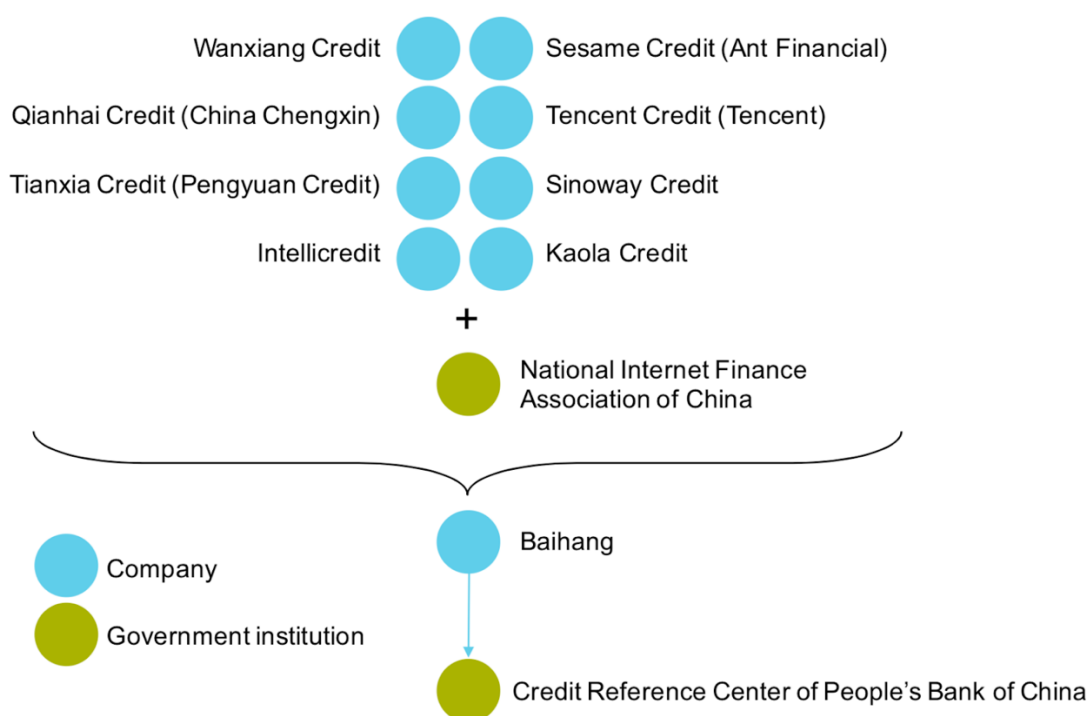 Wanxiang Credit
Sesame Credit (Ant Financial)
Qianhai Credit (China Chengxin)
Tencent Credit (Tencent)
Tianxia Credit (Pengyuan Credit)
Sinoway Credit
Intellicredit
Kaola Credit
+
National Internet Finance
Association of China
Baihang
Company
Government institution
Credit Reference Center of People’s Bank of China